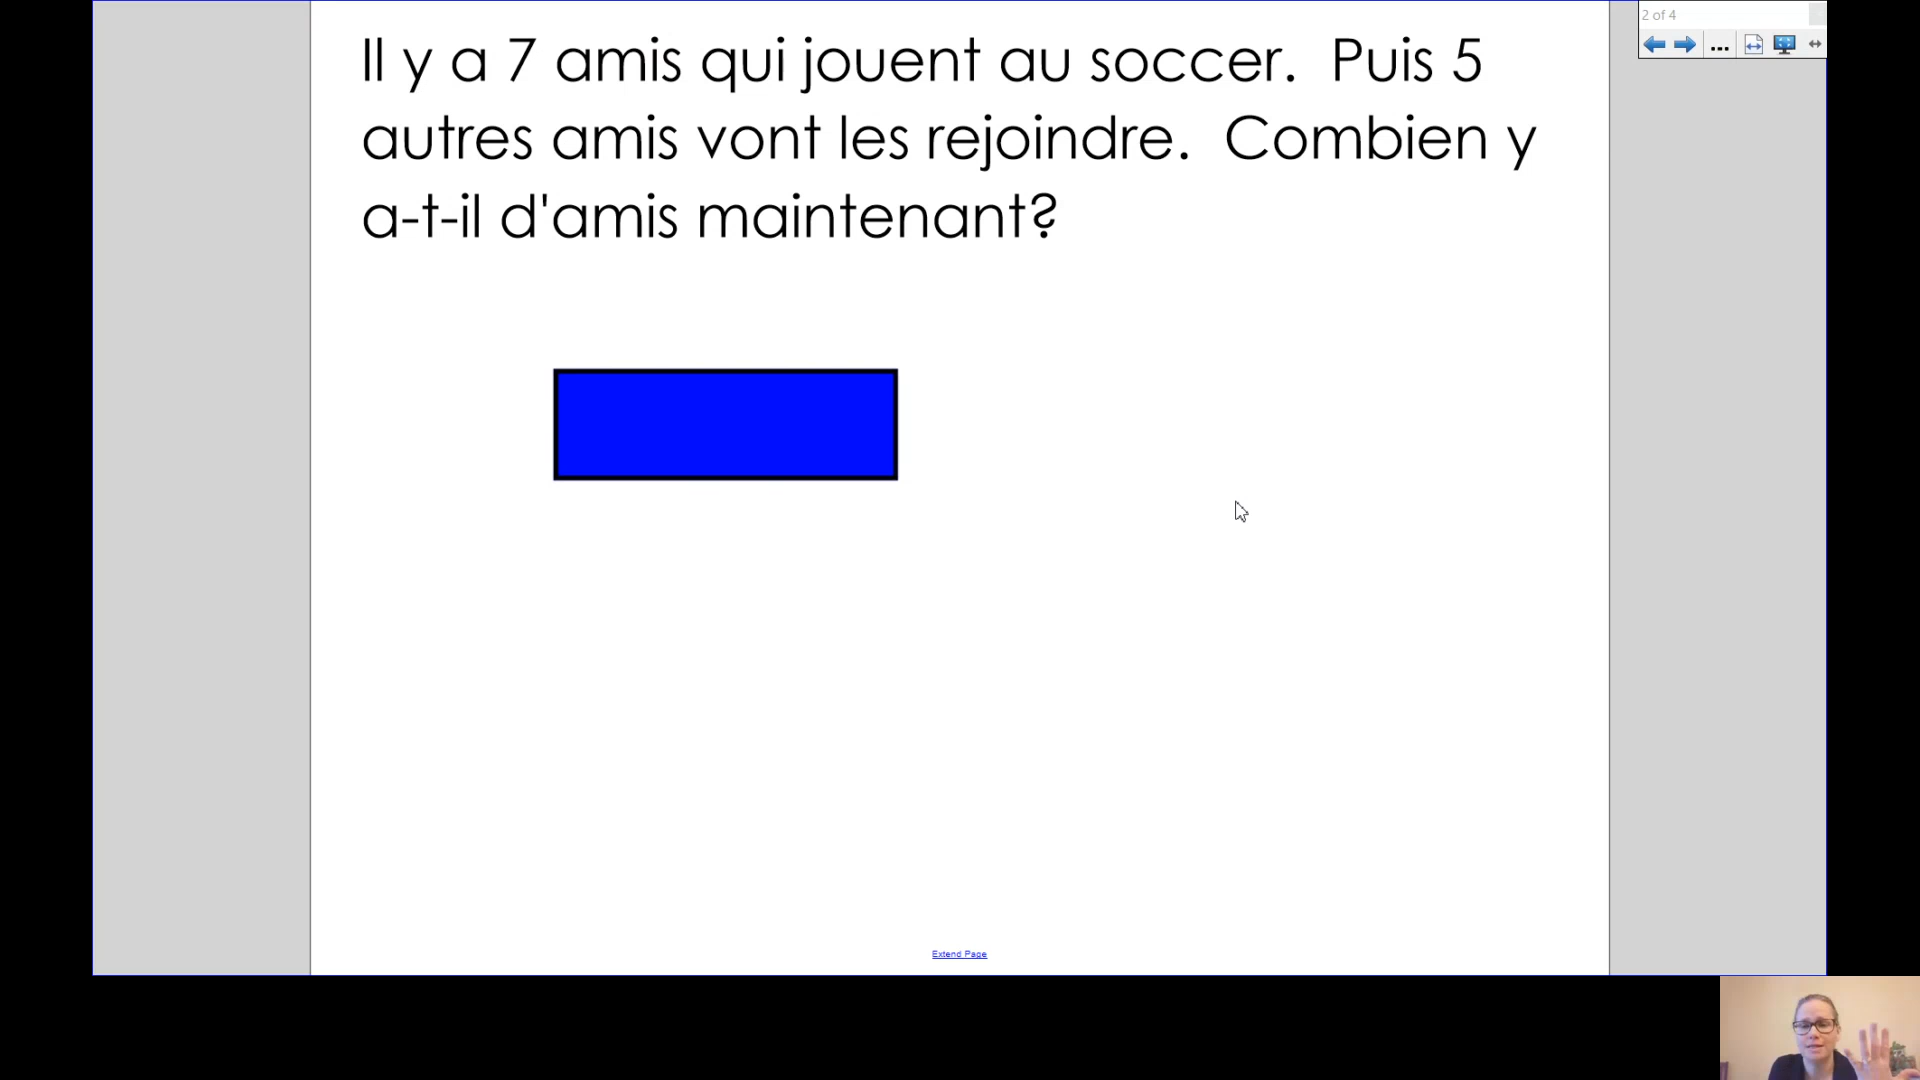 2 of 4
Il y a 7 amis qui jouent au soccer. Puis 5
autres amis vont les rejoindre. Combien y
a-t-il d'amis maintenant?
Extend Page